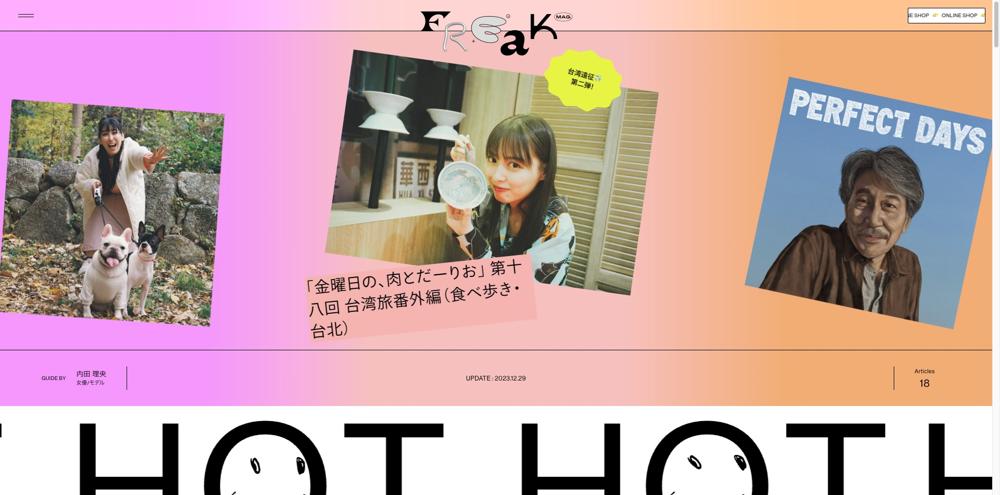 FREaK MAG.
E SHOP 👉 ONLINE SHOP
台湾遠征✈️
第二弾！
華西
PERFECT DAYS
「金曜日の、肉とだーりお」 第十
八回 台湾旅番外編（食べ歩き・
台北）
GUIDE BY
内田 理央
女優/モデル
UPDATE : 2023.12.29
Articles
18
HOT HOT